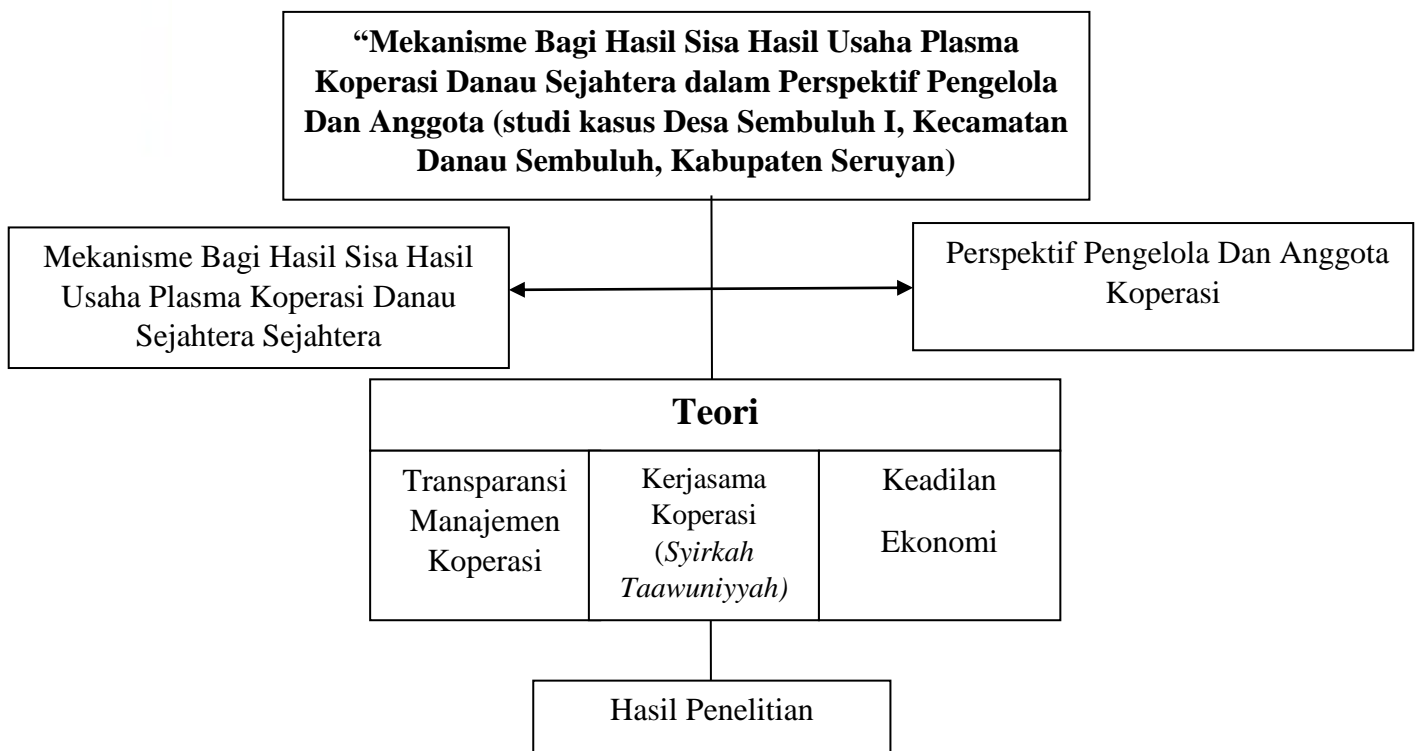 “Mekanisme Bagi Hasil Sisa Hasil Usaha Plasma
Koperasi Danau Sejahtera dalam Perspektif Pengelola
Dan Anggota (studi kasus Desa Sembuluh I, Kecamatan
Danau Sembuluh, Kabupaten Seruyan)
Mekanisme Bagi Hasil Sisa Hasil
Usaha Plasma Koperasi Danau
Sejahtera Sejahtera
Perspektif Pengelola Dan Anggota
Koperasi
Teori
Transparansi
Manajemen
Koperasi
Kerjasama
Koperasi
(Syirkah
Taawuniyyah)
Keadilan
Ekonomi
Hasil Penelitian